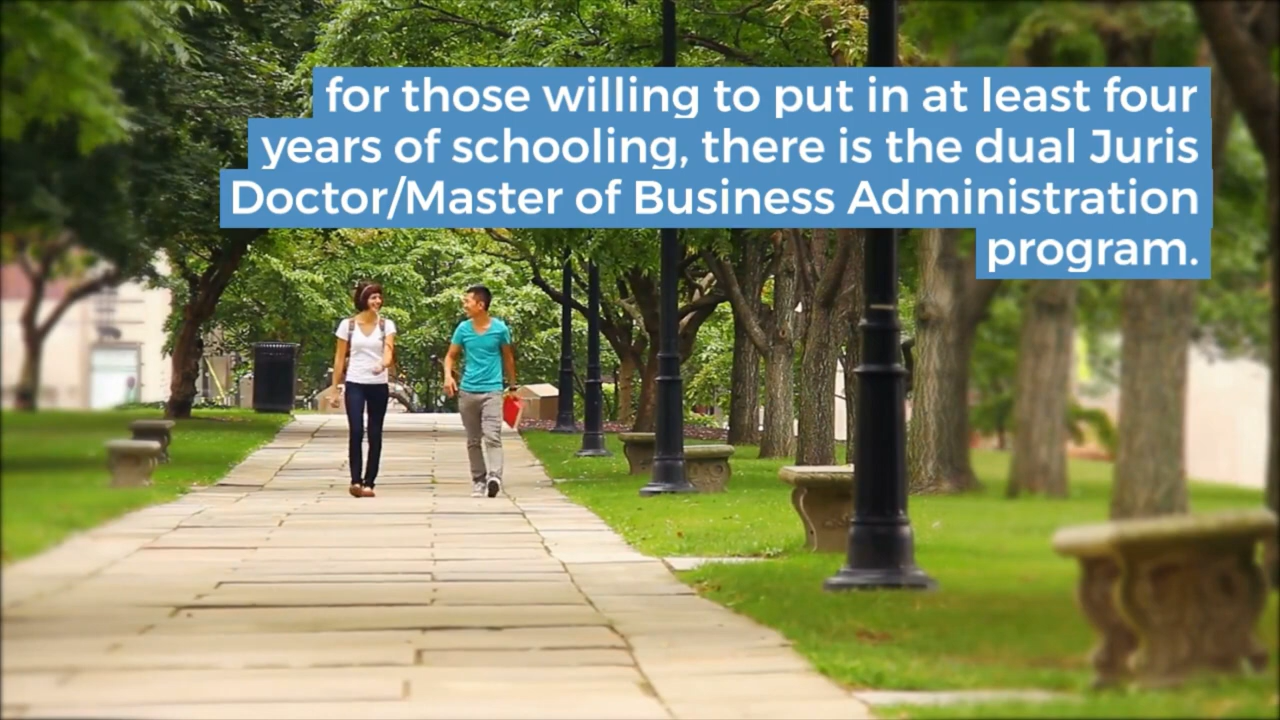 for those willing to put in at least four
years of schooling, there is the dual Juris
Doctor/Master of Business Administration
program.